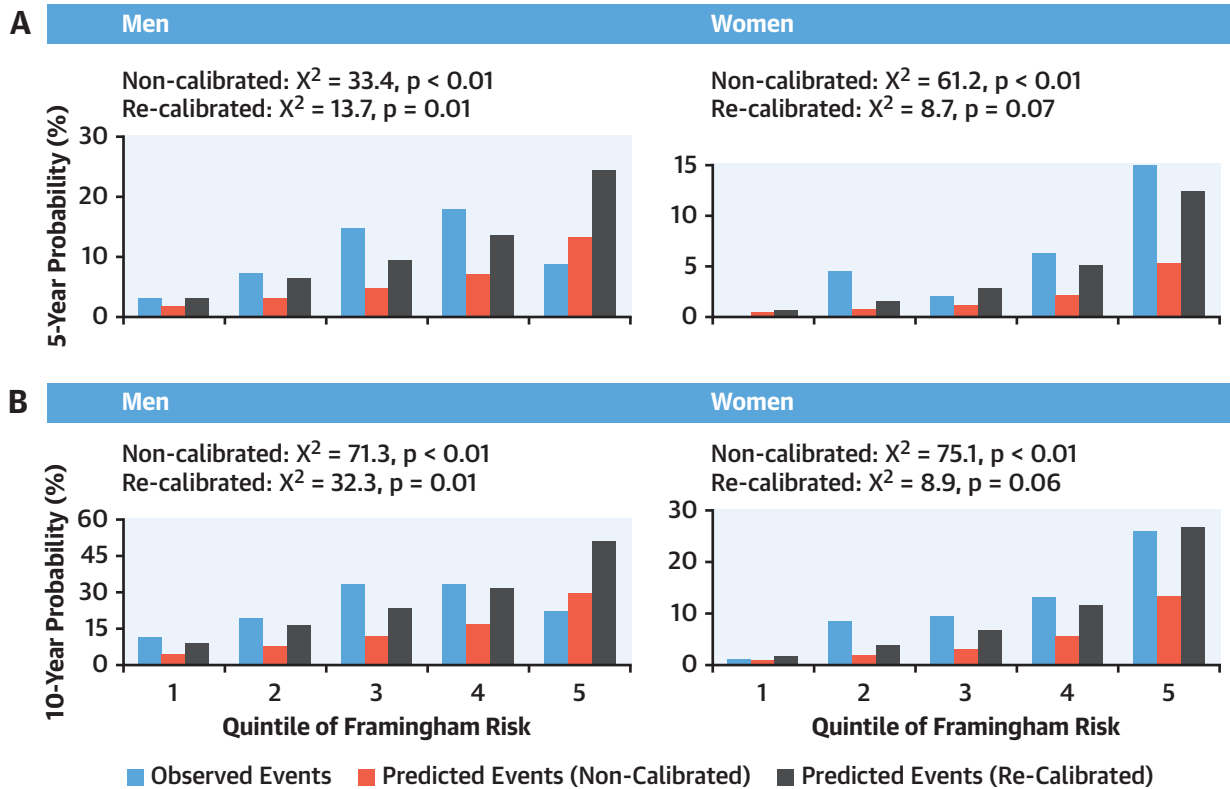 A
Men
Women
Non-calibrated: X² = 33.4, p < 0.01
Re-calibrated: X² = 13.7, p = 0.01
Non-calibrated: X² = 61.2, p < 0.01
Re-calibrated: X² = 8.7, p = 0.07
5-Year Probability (%)
30
20
10
0
15
10
5
0
B
Men
Women
Non-calibrated: X² = 71.3, p < 0.01
Re-calibrated: X² = 32.3, p = 0.01
Non-calibrated: X² = 75.1, p < 0.01
Re-calibrated: X² = 8.9, p = 0.06
10-Year Probability (%)
60
45
30
15
0
30
20
10
0
1 2 3 4 5
1 2 3 4 5
Quintile of Framingham Risk
Quintile of Framingham Risk
Observed Events Predicted Events (Non-Calibrated) Predicted Events (Re-Calibrated)